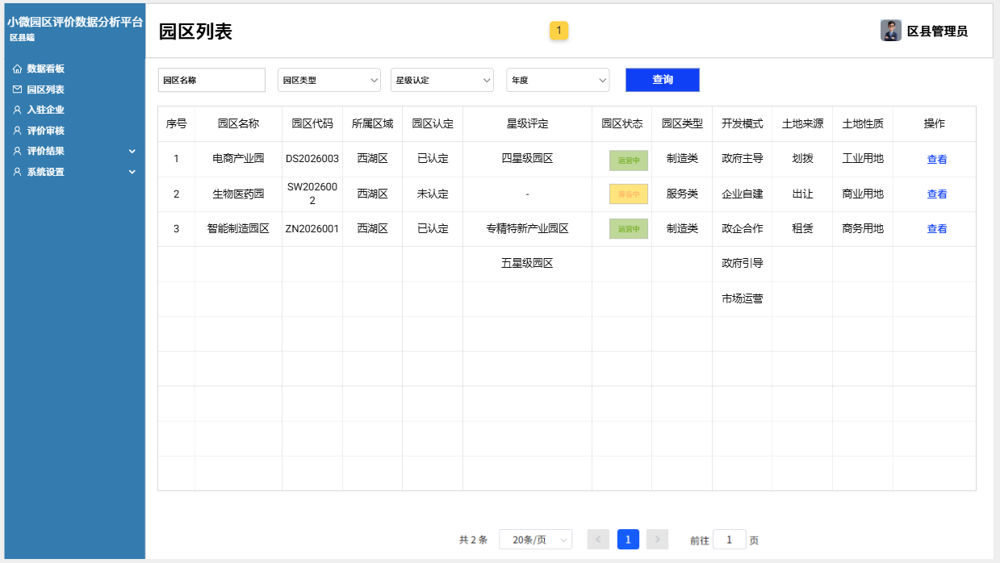 小微园区评价数据分析平台
区县端
数据看板
园区列表
入驻企业
评价审核
评价结果
系统设置
园区列表
1
区县管理员
园区名称 园区类型 星级认定 年度 查询
序号 园区名称 园区代码 所属区域 园区认定 星级评定 园区状态 园区类型 开发模式 土地来源 土地性质 操作
1 电商产业园 DS2026003 西湖区 已认定 四星级园区 运营中 制造类 政府主导 划拨 工业用地 查看
2 生物医药园 SW202600
2 西湖区 未认定 - 筹备中 服务类 企业自建 出让 商业用地 查看
3 智能制造园区 ZN2026001 西湖区 已认定 专精特新产业园区 运营中 制造类 政企合作 租赁 商务用地 查看
五星级园区 政府引导
市场运营
共 2 条 20条/页 1 前往 1 页